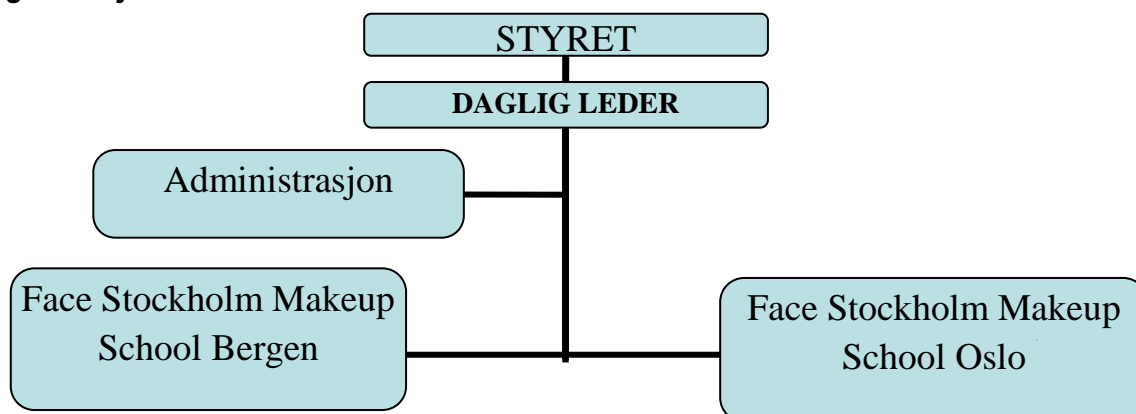 STYRET
DAGLIG LEDER
Administrasjon
Face Stockholm Makeup
School Bergen
Face Stockholm Makeup
School Oslo